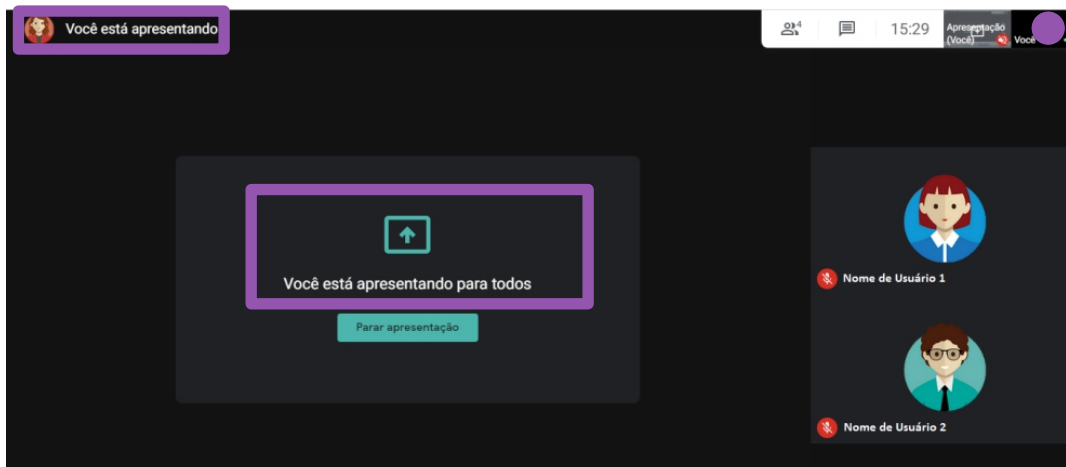 Você está apresentando
4
15:29
Apresentação
(Você)
Você
Você está apresentando para todos
Parar apresentação
Nome de Usuário 1
Nome de Usuário 2